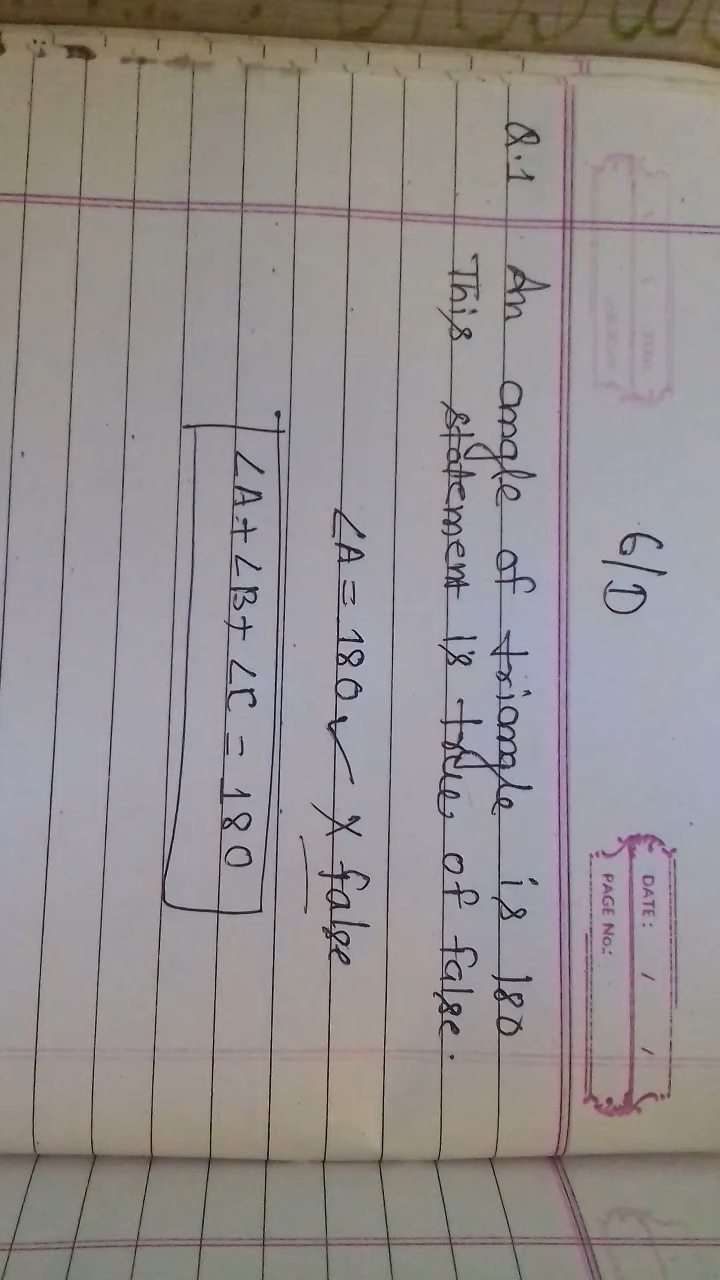 DATE: / /
PAGE No.:
6/D
Q.1 An angle of triangle is 180
This statement is true, of false.
∠A = 180 ✓ X false
∠A + ∠B + ∠C = 180